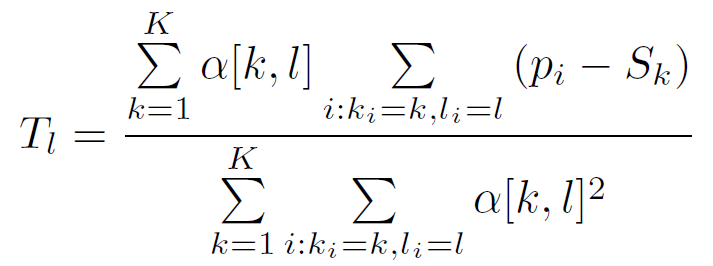 T_l = \frac{\sum_{k=1}^{K} \alpha[k,l] \sum_{i:k_i=k,l_i=l} (p_i - S_k)}{\sum_{k=1}^{K} \sum_{i:k_i=k,l_i=l} \alpha[k,l]^2}